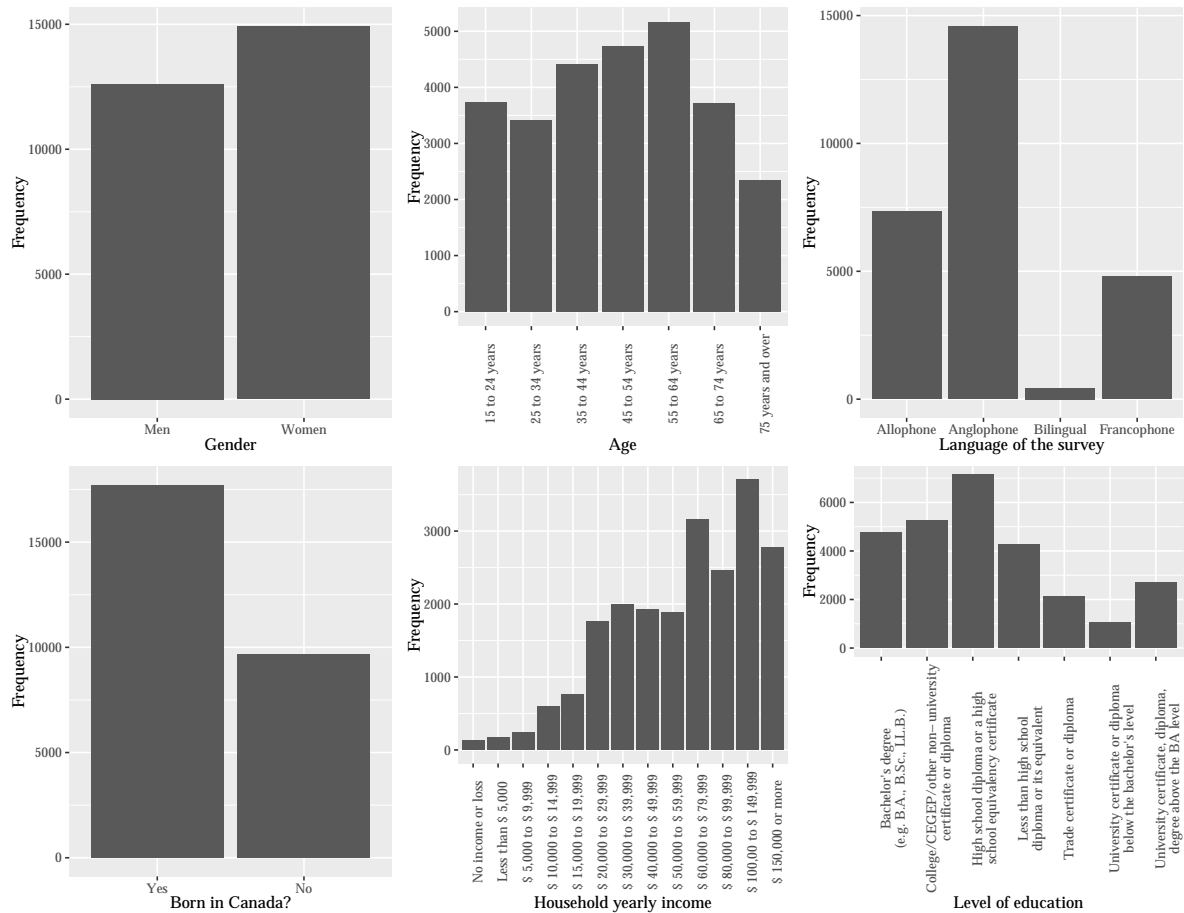 15000
10000
5000
0
Frequency
Men
Women
Gender
5000
4000
3000
2000
1000
0
Frequency
15 to 24 years
25 to 34 years
35 to 44 years
45 to 54 years
55 to 64 years
65 to 74 years
75 years and over
Age
15000
10000
5000
0
Frequency
Allophone
Anglophone
Bilingual
Francophone
Language of the survey
15000
10000
5000
0
Frequency
Yes
No
Born in Canada?
3000
2000
1000
0
Frequency
No income or loss
Less than $ 5,000
$ 5,000 to $ 9,999
$ 10,000 to $ 14,999
$ 15,000 to $ 19,999
$ 20,000 to $ 29,999
$ 30,000 to $ 39,999
$ 40,000 to $ 49,999
$ 50,000 to $ 59,999
$ 60,000 to $ 79,999
$ 80,000 to $ 99,999
$ 100,00 to $ 149,999
$ 150,000 or more
Household yearly income
6000
4000
2000
0
Frequency
Bachelor's degree
(e.g. B.A., B.Sc., LL.B.)
College/CEGEP/other non−university
certificate or diploma
High school diploma or a high
school equivalency certificate
Less than high school
diploma or its equivalent
Trade certificate or diploma
University certificate or diploma
below the bachelor's level
University certificate, diploma,
degree above the BA level
Level of education